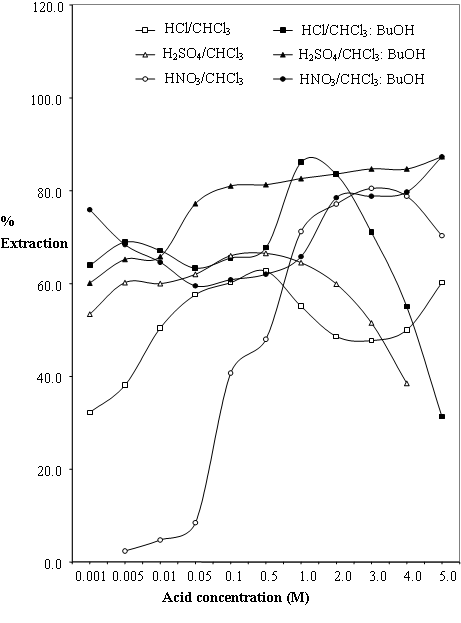 120.0
HCl/CHCl₃ HCl/CHCl₃: BuOH
H₂SO₄/CHCl₃ H₂SO₄/CHCl₃: BuOH
HNO₃/CHCl₃ HNO₃/CHCl₃: BuOH
100.0
80.0
%
Extraction
60.0
40.0
20.0
0.0
0.001 0.005 0.01 0.05 0.1 0.5 1.0 2.0 3.0 4.0 5.0
Acid concentration (M)